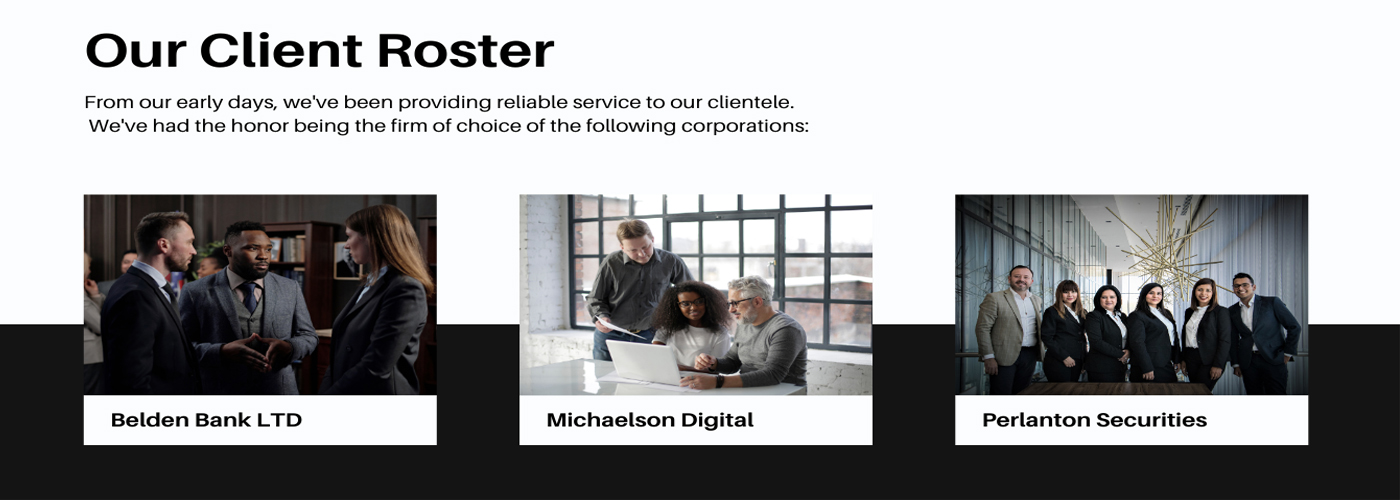 Our Client Roster
From our early days, we've been providing reliable service to our clientele.
We've had the honor being the firm of choice of the following corporations:
Belden Bank LTD
Michaelson Digital
Perlanton Securities